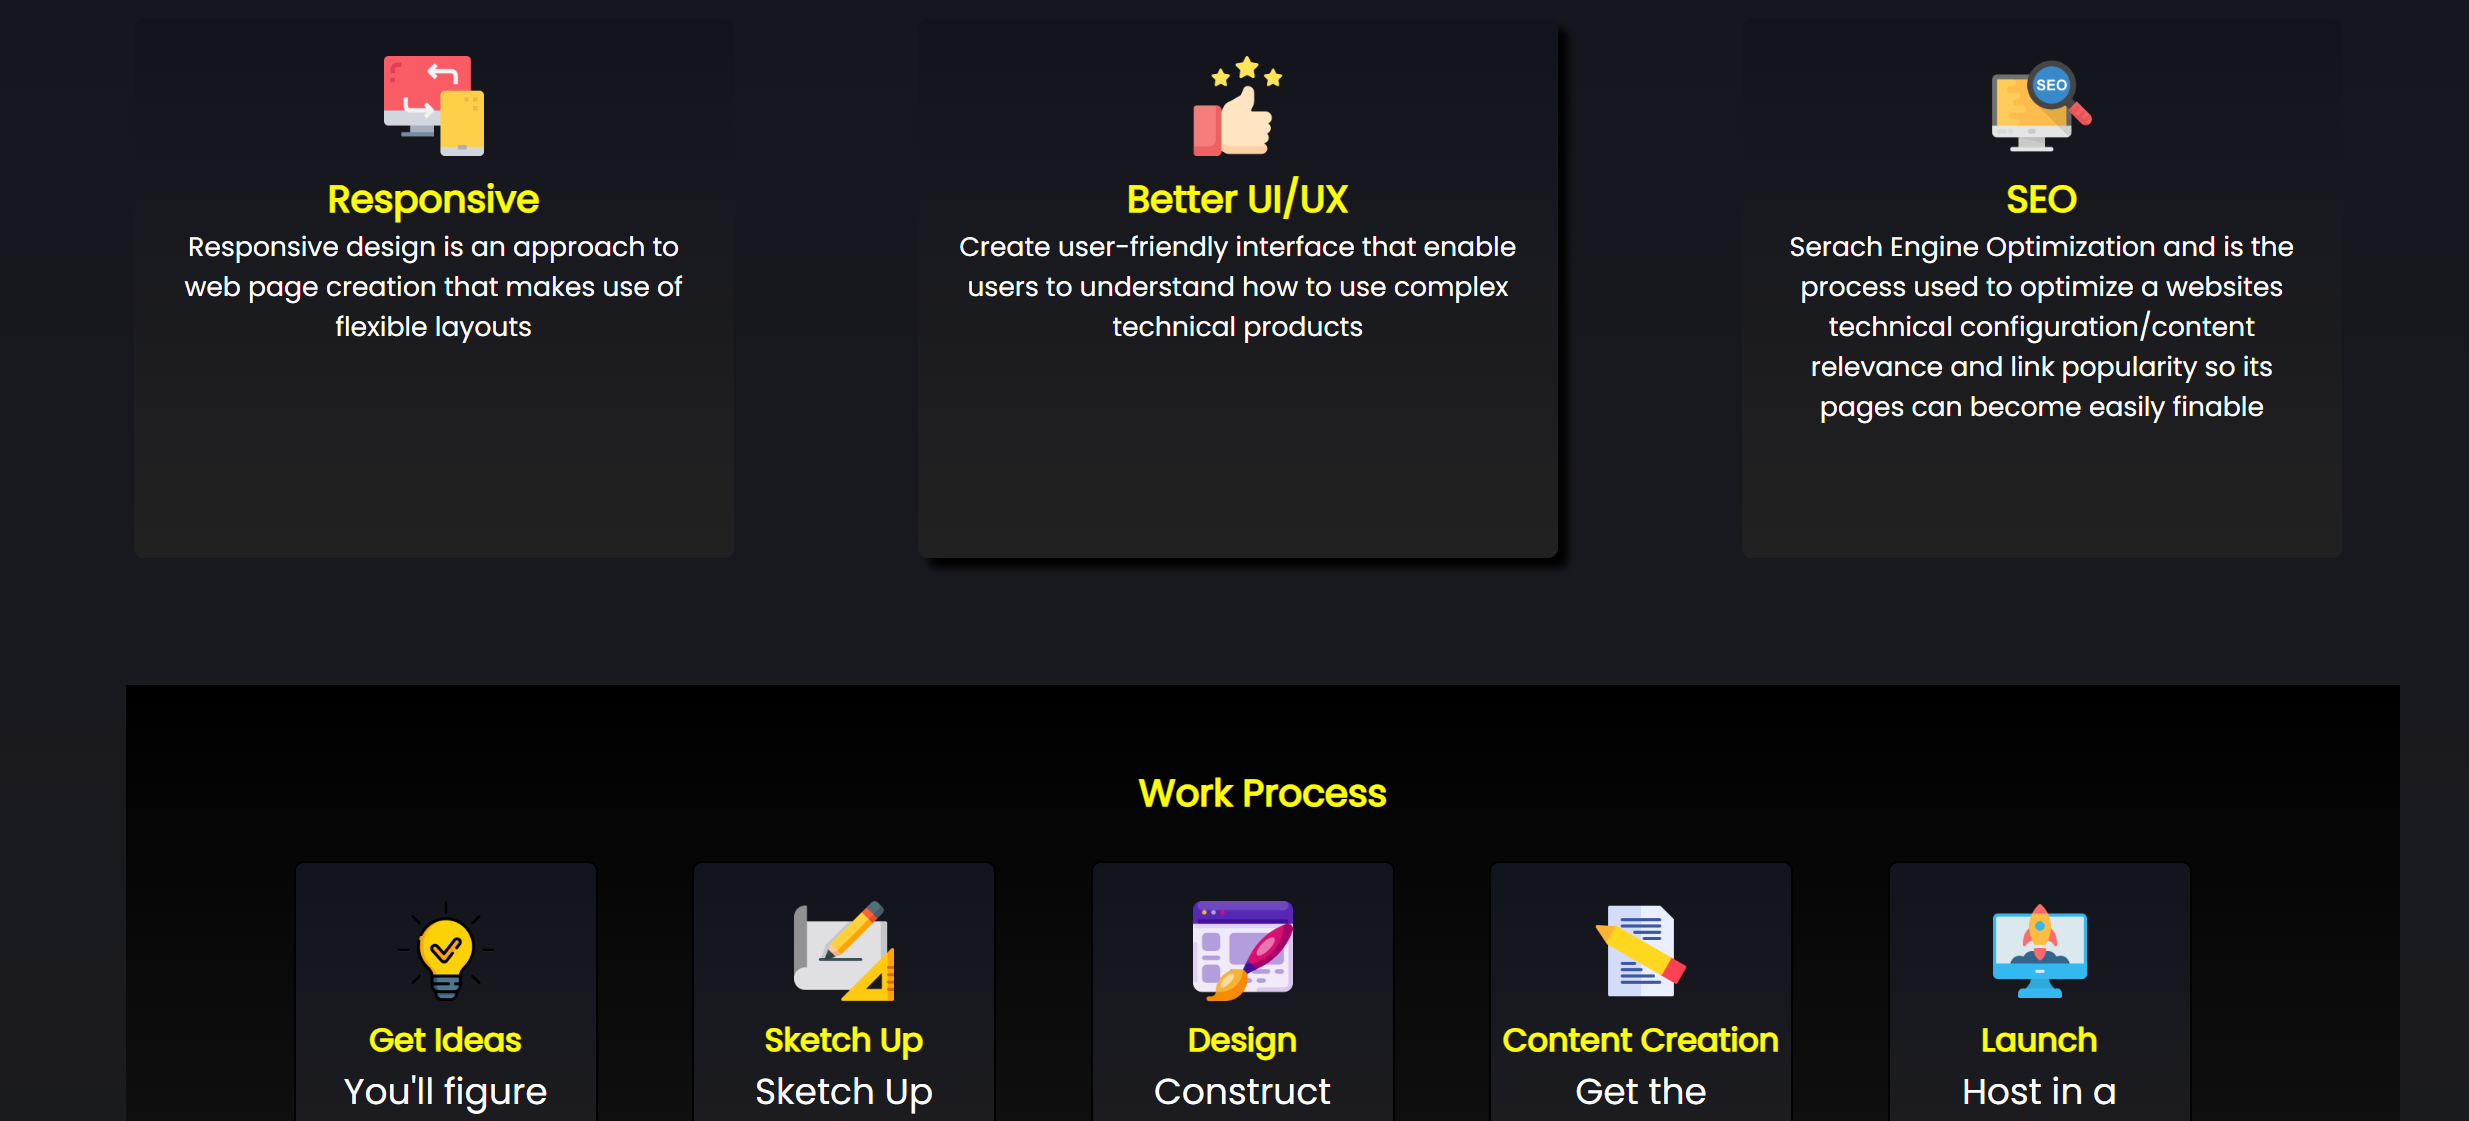 SEO
Responsive
Responsive design is an approach to
web page creation that makes use of
flexible layouts
Better UI/UX
Create user-friendly interface that enable
users to understand how to use complex
technical products
SEO
Serach Engine Optimization and is the
process used to optimize a websites
technical configuration/content
relevance and link popularity so its
pages can become easily finable
Work Process
Get Ideas
You'll figure
Sketch Up
Sketch Up
Design
Construct
Content Creation
Get the
Launch
Host in a